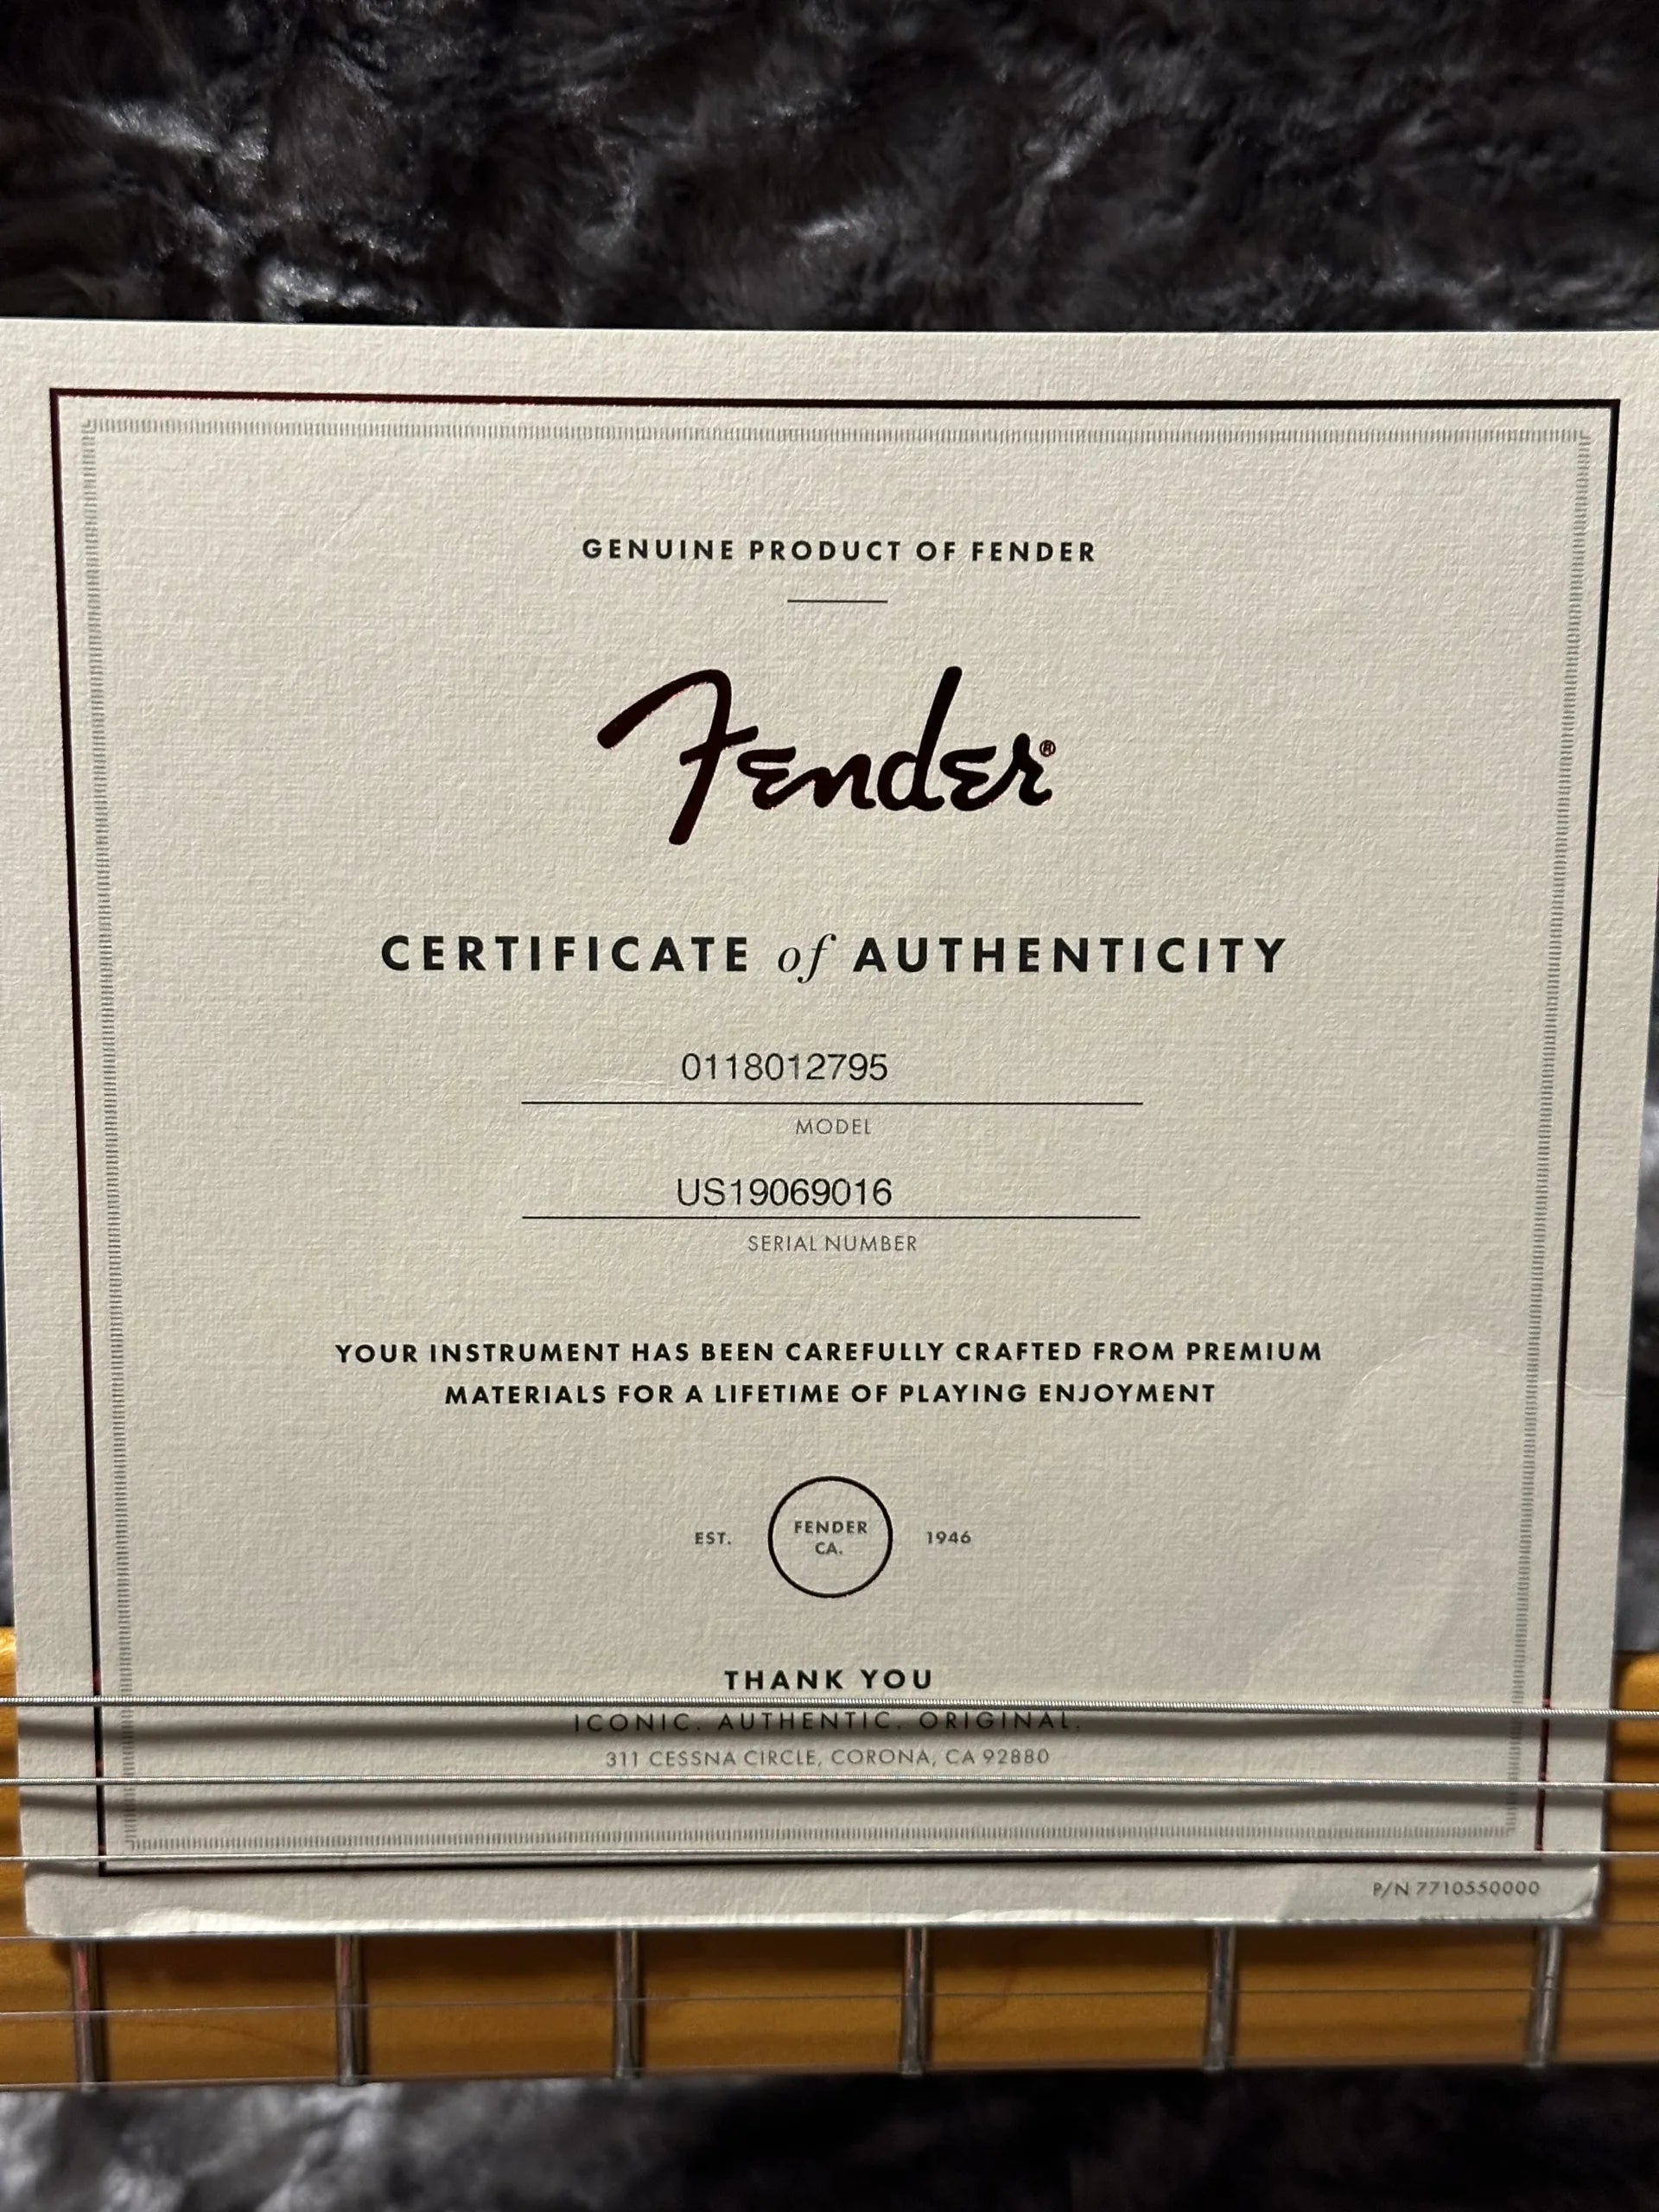 GENUINE PRODUCT OF FENDER
Fender®
CERTIFICATE of AUTHENTICITY
0118012795
MODEL
US19069016
SERIAL NUMBER
YOUR INSTRUMENT HAS BEEN CAREFULLY CRAFTED FROM PREMIUM
MATERIALS FOR A LIFETIME OF PLAYING ENJOYMENT
EST. FENDER CA. 1946
THANK YOU
ICONIC. AUTHENTIC. ORIGINAL.
311 CESSNA CIRCLE, CORONA, CA 92880
P/N 7710550000